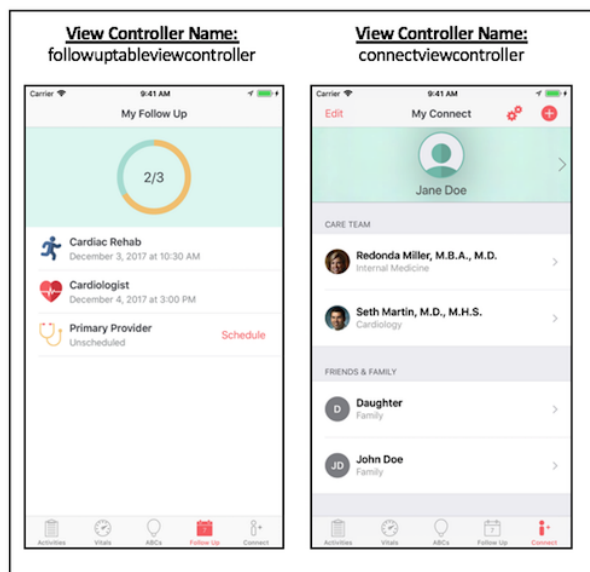 View Controller Name:
followuptableviewcontroller
Carrier 9:41 AM
My Follow Up
2/3
Cardiac Rehab
December 3, 2017 at 10:30 AM
Cardiologist
December 4, 2017 at 3:00 PM
Primary Provider
Unscheduled
Schedule
7
Activities Vitals ABCs Follow Up Connect
View Controller Name:
connectviewcontroller
Carrier 9:41 AM
Edit My Connect
Jane Doe
CARE TEAM
Redonda Miller, M.B.A., M.D.
Internal Medicine
Seth Martin, M.D., M.H.S.
Cardiology
FRIENDS & FAMILY
D Daughter
Family
JD John Doe
Family
7
Activities Vitals ABCs Follow Up Connect